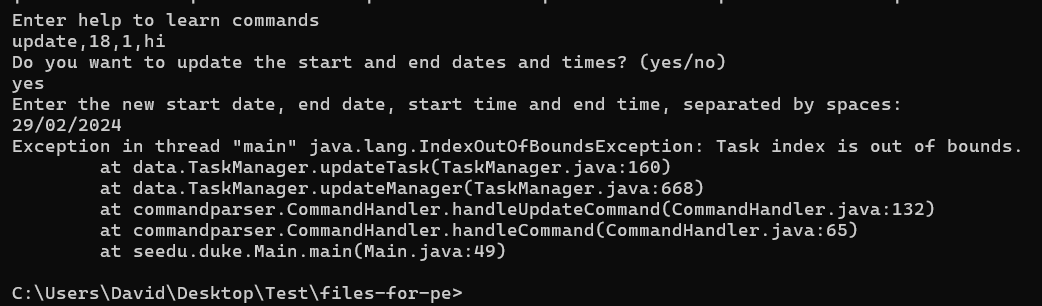 Enter help to learn commands
update,18,1,hi
Do you want to update the start and end dates and times? (yes/no)
yes
Enter the new start date, end date, start time and end time, separated by spaces:
29/02/2024
Exception in thread "main" java.lang.IndexOutOfBoundsException: Task index is out of bounds.
        at data.TaskManager.updateTask(TaskManager.java:160)
        at data.TaskManager.updateManager(TaskManager.java:668)
        at commandparser.CommandHandler.handleUpdateCommand(CommandHandler.java:132)
        at commandparser.CommandHandler.handleCommand(CommandHandler.java:65)
        at seedu.duke.Main.main(Main.java:49)
C:\Users\David\Desktop\Test\files-for-pe>